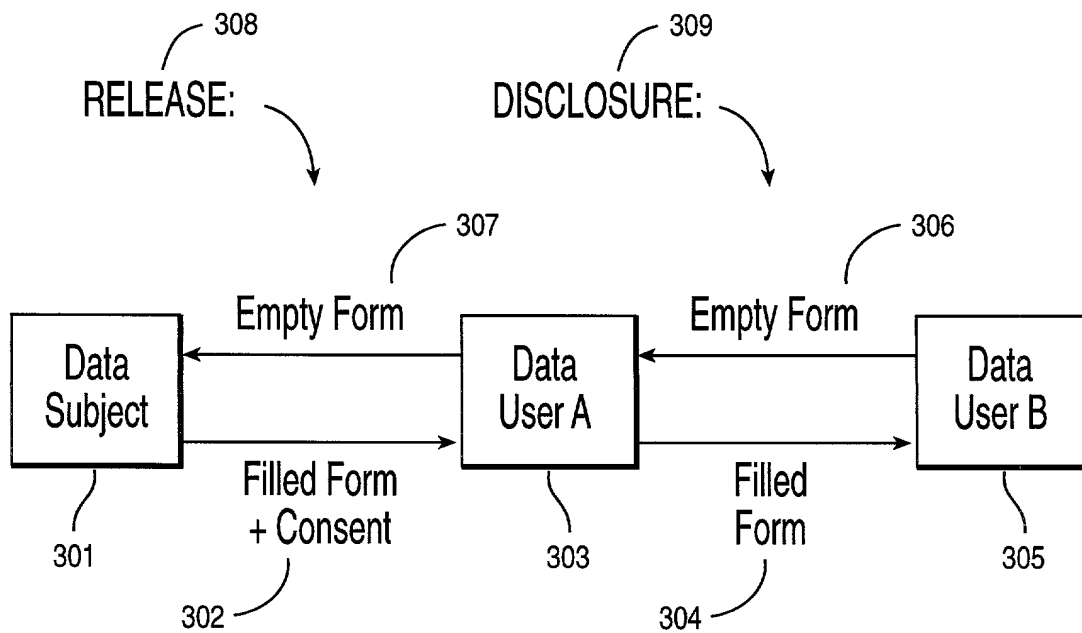 308
309
RELEASE:
DISCLOSURE:
307
306
Empty Form
Empty Form
Data
Subject
Data
User A
Data
User B
Filled Form
+ Consent
Filled
Form
301
303
305
302
304